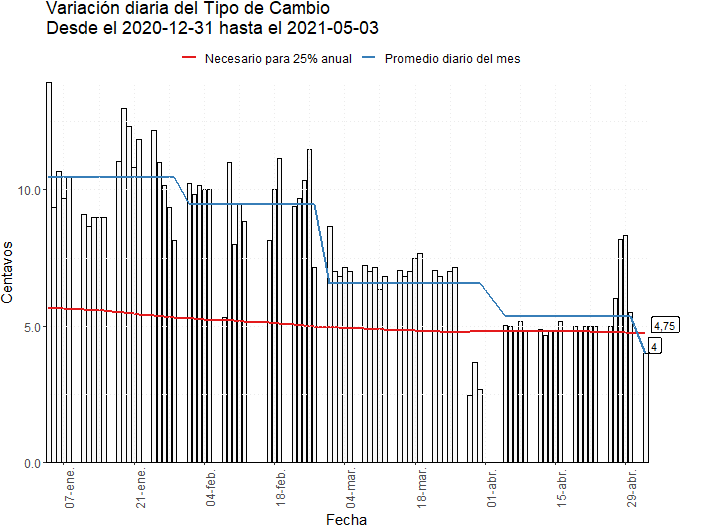 Variación diaria del Tipo de Cambio
Desde el 2020-12-31 hasta el 2021-05-03
Necesario para 25% anual
Promedio diario del mes
Centavos
10.0
5.0
0.0
4,75
4
07-ene.
21-ene.
04-feb.
18-feb.
04-mar.
18-mar.
01-abr.
15-abr.
29-abr.
Fecha